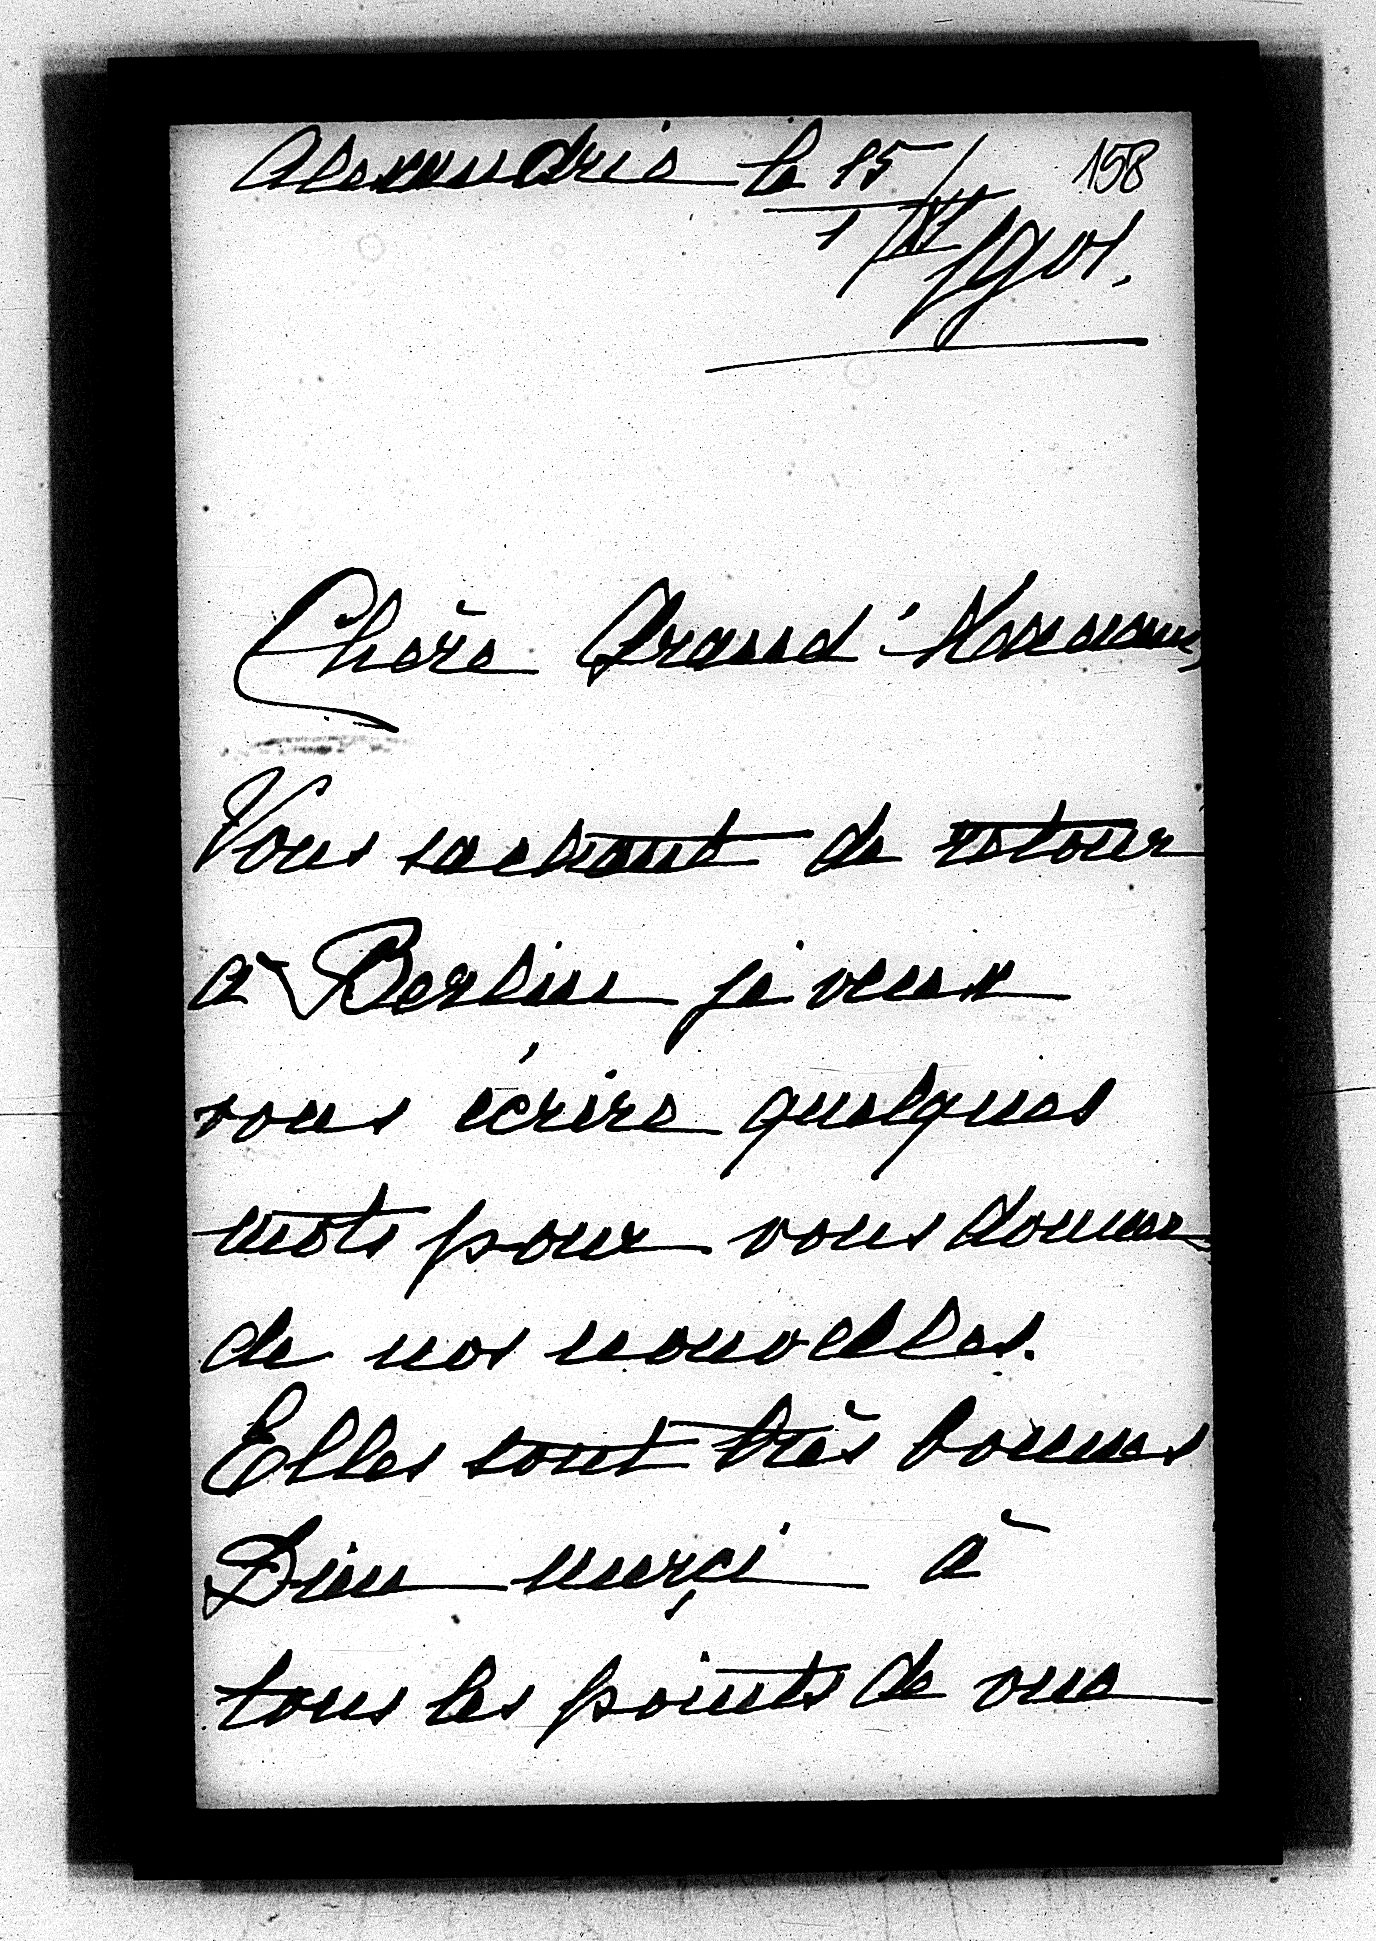 Alexandrie le 15/ 158
1 1901.
Chère Grand'Maman,
Vous sachant de retour
à Berlin je veux
vous écrire quelques
mots pour vous donner
de nos nouvelles.
Elles sont très bonnes
Dieu merçi à
tous les points de vue